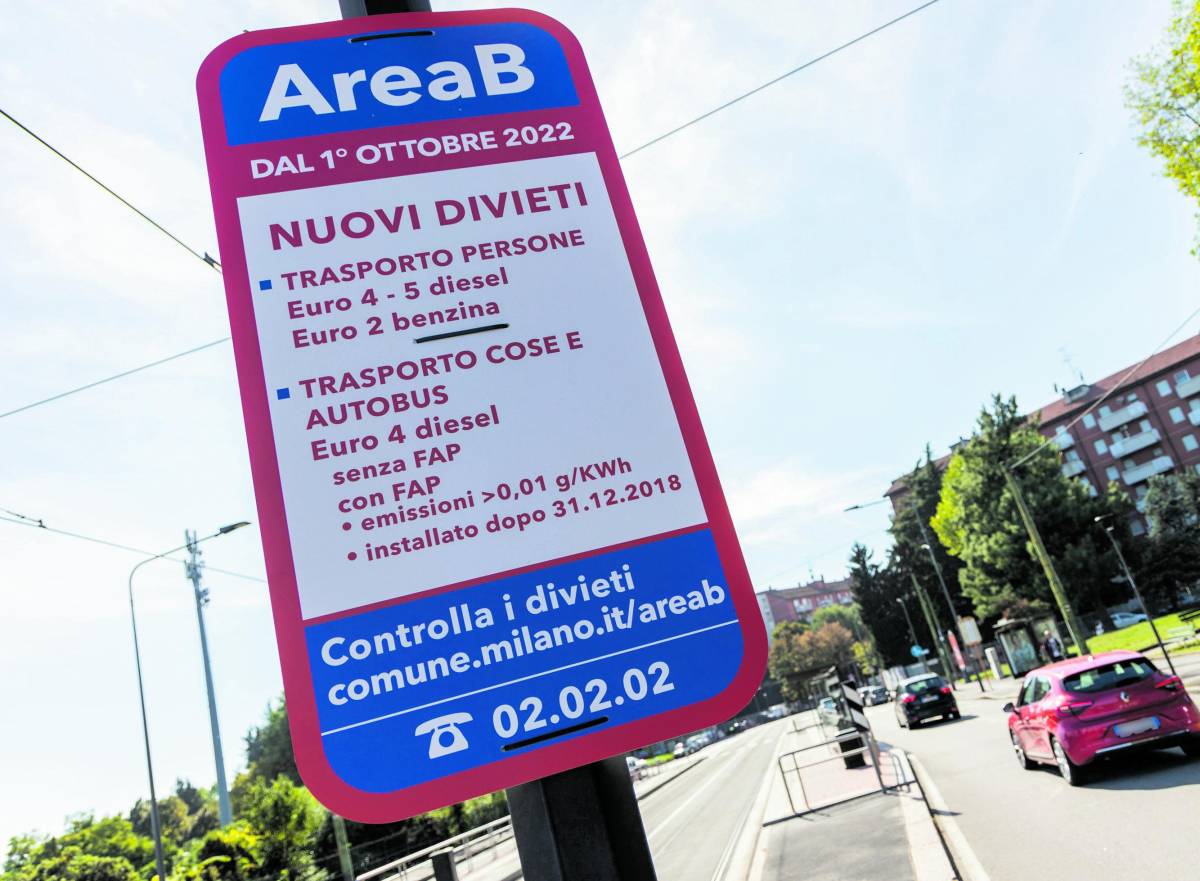 AreaB
DAL 1° OTTOBRE 2022
NUOVI DIVIETI
TRASPORTO PERSONE
Euro 4 - 5 diesel
Euro 2 benzina
TRASPORTO COSE E
AUTOBUS
Euro 4 diesel
senza FAP
con FAP
• emissioni >0,01 g/KWh
• installato dopo 31.12.2018
Controlla i divieti
comune.milano.it/areab
02.02.02